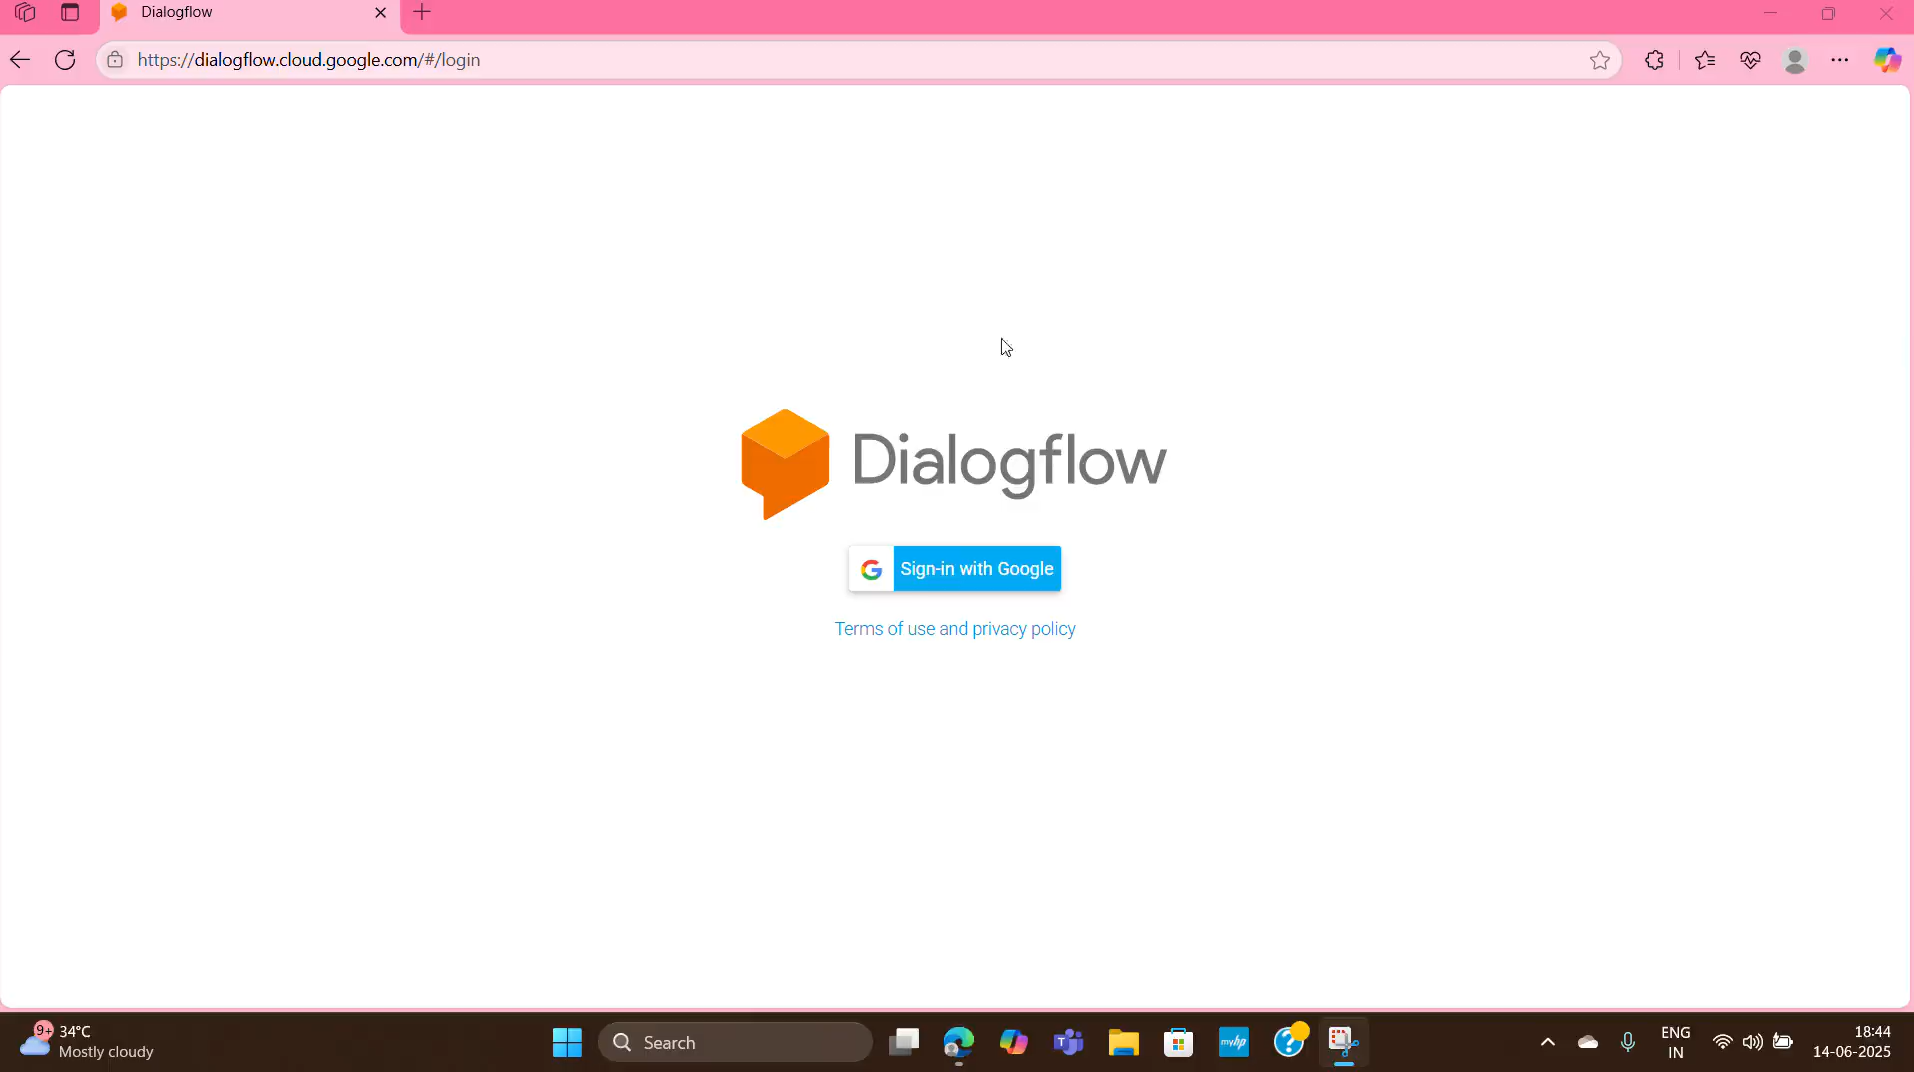 Dialogflow
https://dialogflow.cloud.google.com/#/login
Dialogflow
G Sign-in with Google
Terms of use and privacy policy
9+
34°C
Mostly cloudy
Search
T
myhp
?
ENG
IN
18:44
14-06-2025